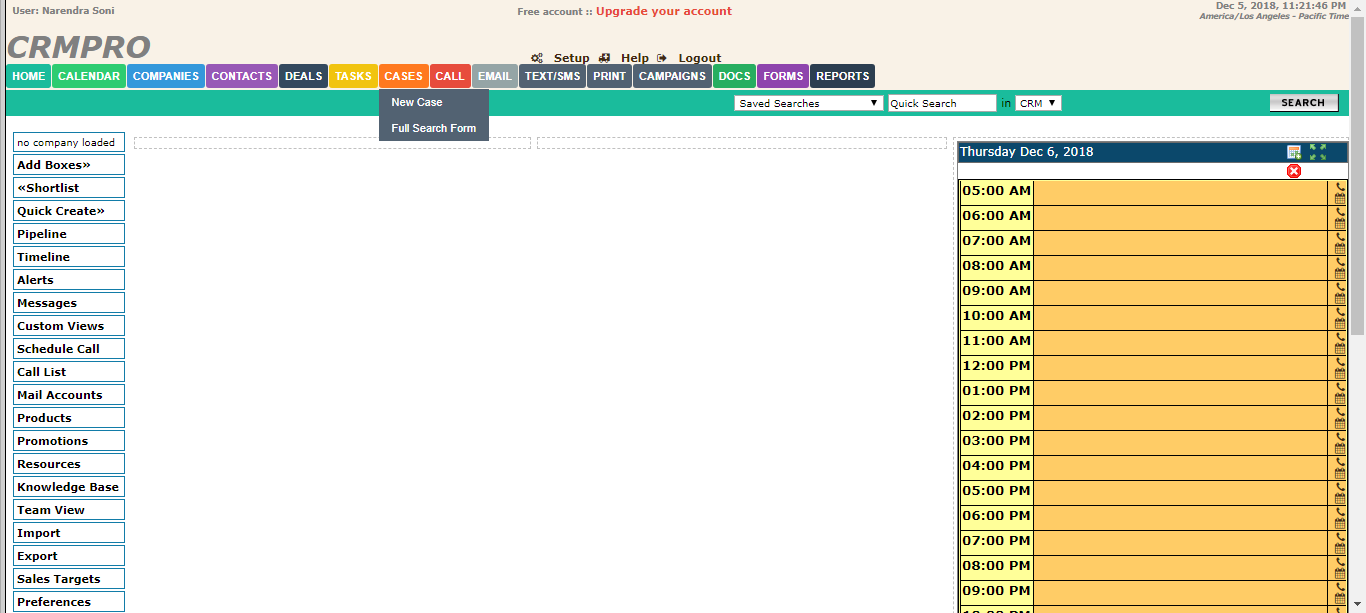 User: Narendra Soni
Free account :: Upgrade your account
Dec 5, 2018, 11:21:46 PM
America/Los Angeles - Pacific Time
CRMPRO
Setup Help Logout
HOME CALENDAR COMPANIES CONTACTS DEALS TASKS CASES CALL EMAIL TEXT/SMS PRINT CAMPAIGNS DOCS FORMS REPORTS
New Case
Full Search Form
Saved Searches Quick Search in CRM SEARCH
no company loaded
Add Boxes»
«Shortlist
Quick Create»
Pipeline
Timeline
Alerts
Messages
Custom Views
Schedule Call
Call List
Mail Accounts
Products
Promotions
Resources
Knowledge Base
Team View
Import
Export
Sales Targets
Preferences
Thursday Dec 6, 2018
05:00 AM
06:00 AM
07:00 AM
08:00 AM
09:00 AM
10:00 AM
11:00 AM
12:00 PM
01:00 PM
02:00 PM
03:00 PM
04:00 PM
05:00 PM
06:00 PM
07:00 PM
08:00 PM
09:00 PM